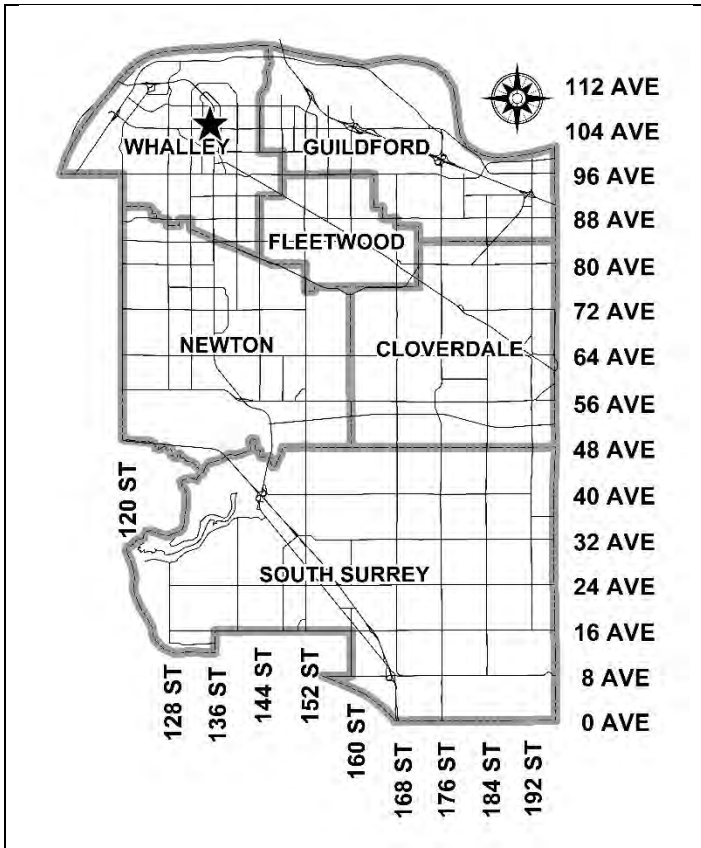 112 AVE
104 AVE
WHALLEY
GUILDFORD
96 AVE
88 AVE
FLEETWOOD
80 AVE
72 AVE
NEWTON
CLOVERDALE
64 AVE
56 AVE
48 AVE
120 ST
40 AVE
32 AVE
SOUTH SURREY
24 AVE
16 AVE
128 ST
136 ST
144 ST
152 ST
160 ST
8 AVE
0 AVE
168 ST
176 ST
184 ST
192 ST